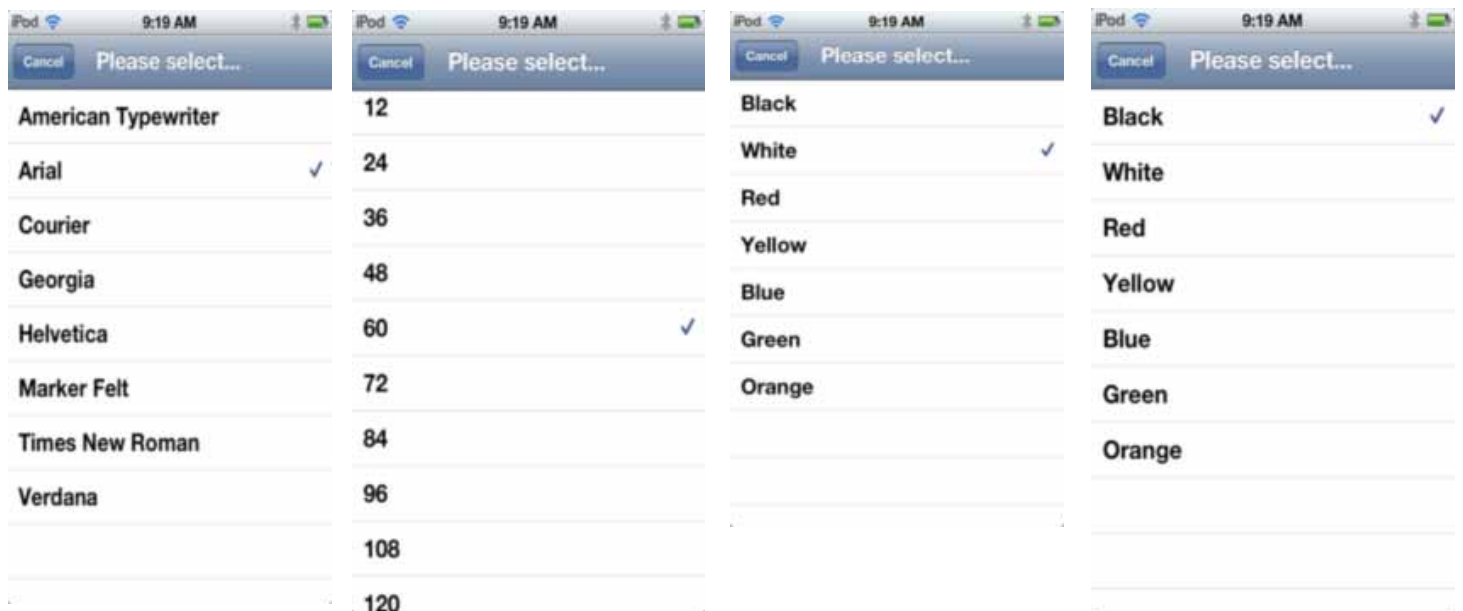 iPod 9:19 AM
Cancel Please select...
American Typewriter
Arial
Courier
Georgia
Helvetica
Marker Felt
Times New Roman
Verdana
iPod 9:19 AM
Cancel Please select...
12
24
36
48
60
72
84
96
108
120
iPod 9:19 AM
Cancel Please select...
Black
White
Red
Yellow
Blue
Green
Orange
iPod 9:19 AM
Cancel Please select...
Black
White
Red
Yellow
Blue
Green
Orange